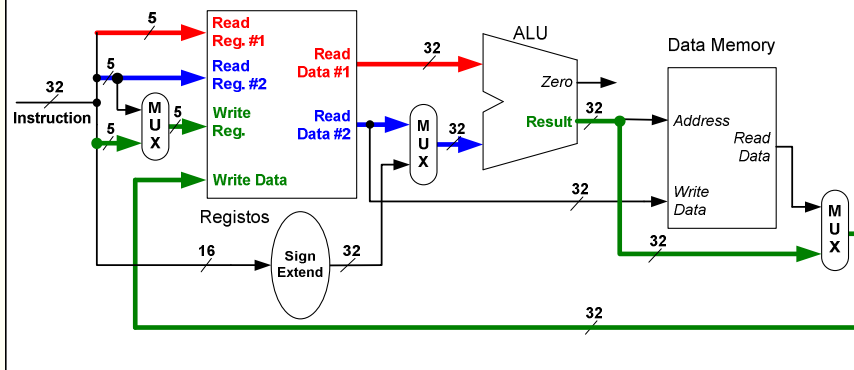 5
Read
Reg. #1
5
Read
Reg. #2
32
Instruction
M
U
X
5
Write
Reg.
5
Write Data
Read
Data #1
Read
Data #2
Registos
16
Sign
Extend
32
32
32
M
U
X
32
ALU
Zero
Result
32
32
Data Memory
Address
Read
Data
Write
Data
32
M
U
X
32